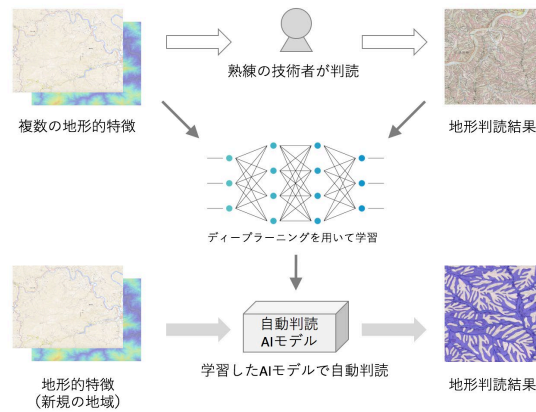 熟練の技術者が判読
複数の地形的特徴
地形判読結果
ディープラーニングを用いて学習
自動判読
AIモデル
学習したAIモデルで自動判読
地形的特徴
(新規の地域)
地形判読結果